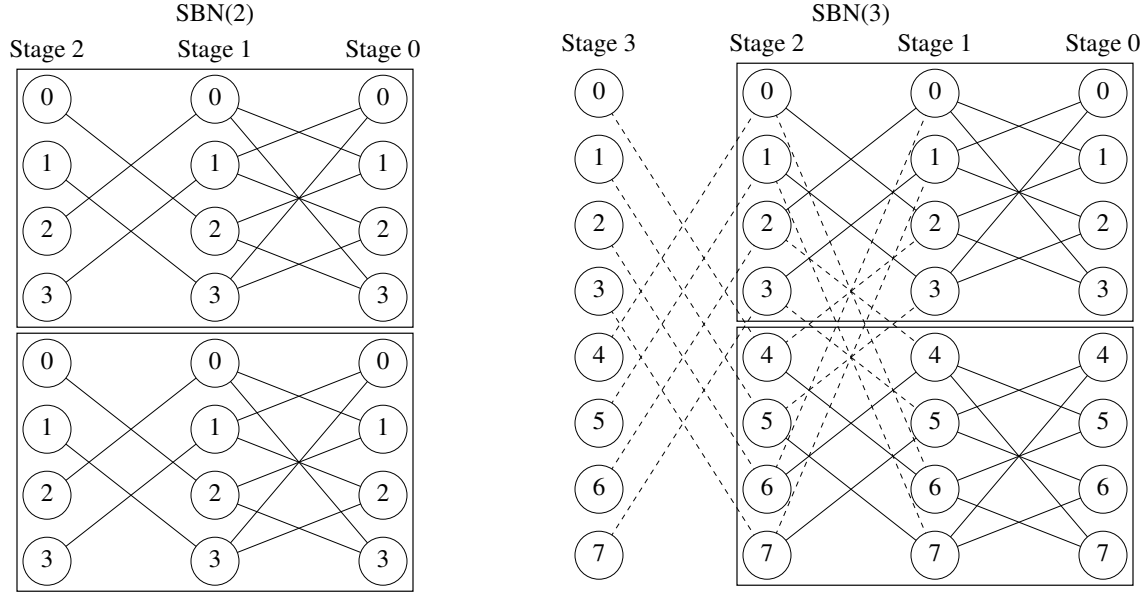 SBN(2)
Stage 2 Stage 1 Stage 0
0 0 0
1 1 1
2 2 2
3 3 3
0 0 0
1 1 1
2 2 2
3 3 3
SBN(3)
Stage 3 Stage 2 Stage 1 Stage 0
0 0 0 0
1 1 1 1
2 2 2 2
3 3 3 3
4 4 4 4
5 5 5 5
6 6 6 6
7 7 7 7